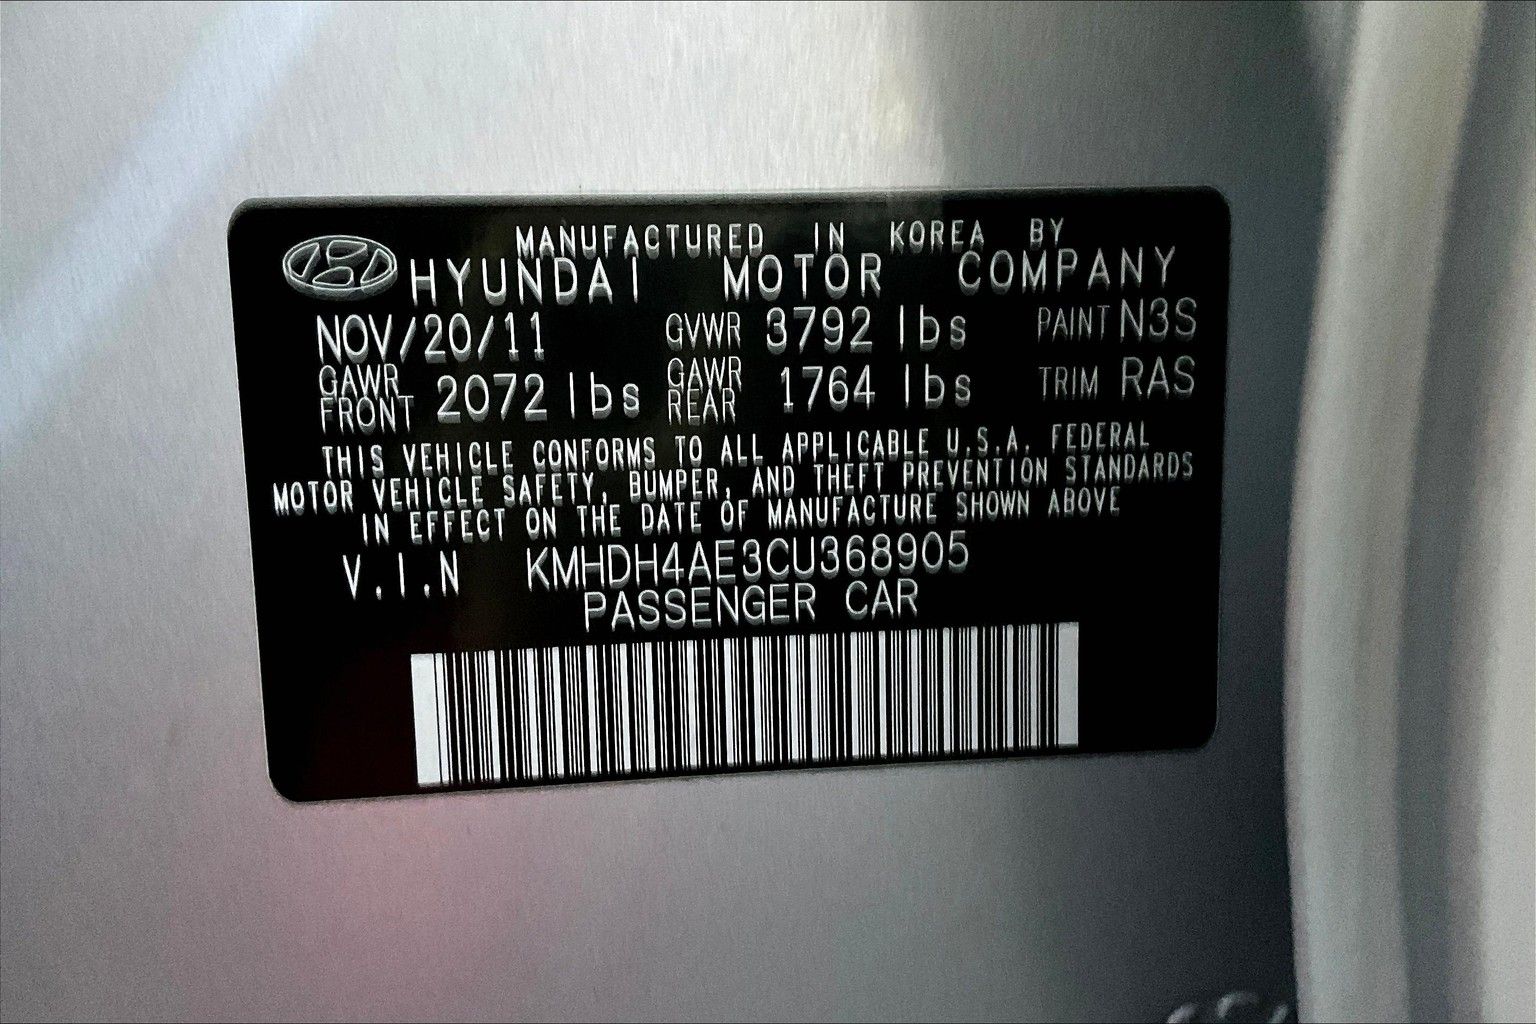 MANUFACTURED IN KOREA BY
HYUNDAI MOTOR COMPANY
NOV/20/11 GVWR 3792 lbs PAINT N3S
GAWR FRONT 2072 lbs GAWR REAR 1764 lbs TRIM RAS
THIS VEHICLE CONFORMS TO ALL APPLICABLE U.S.A. FEDERAL
MOTOR VEHICLE SAFETY, BUMPER, AND THEFT PREVENTION STANDARDS
IN EFFECT ON THE DATE OF MANUFACTURE SHOWN ABOVE
V.I.N KMHDH4AE3CU368905
PASSENGER CAR